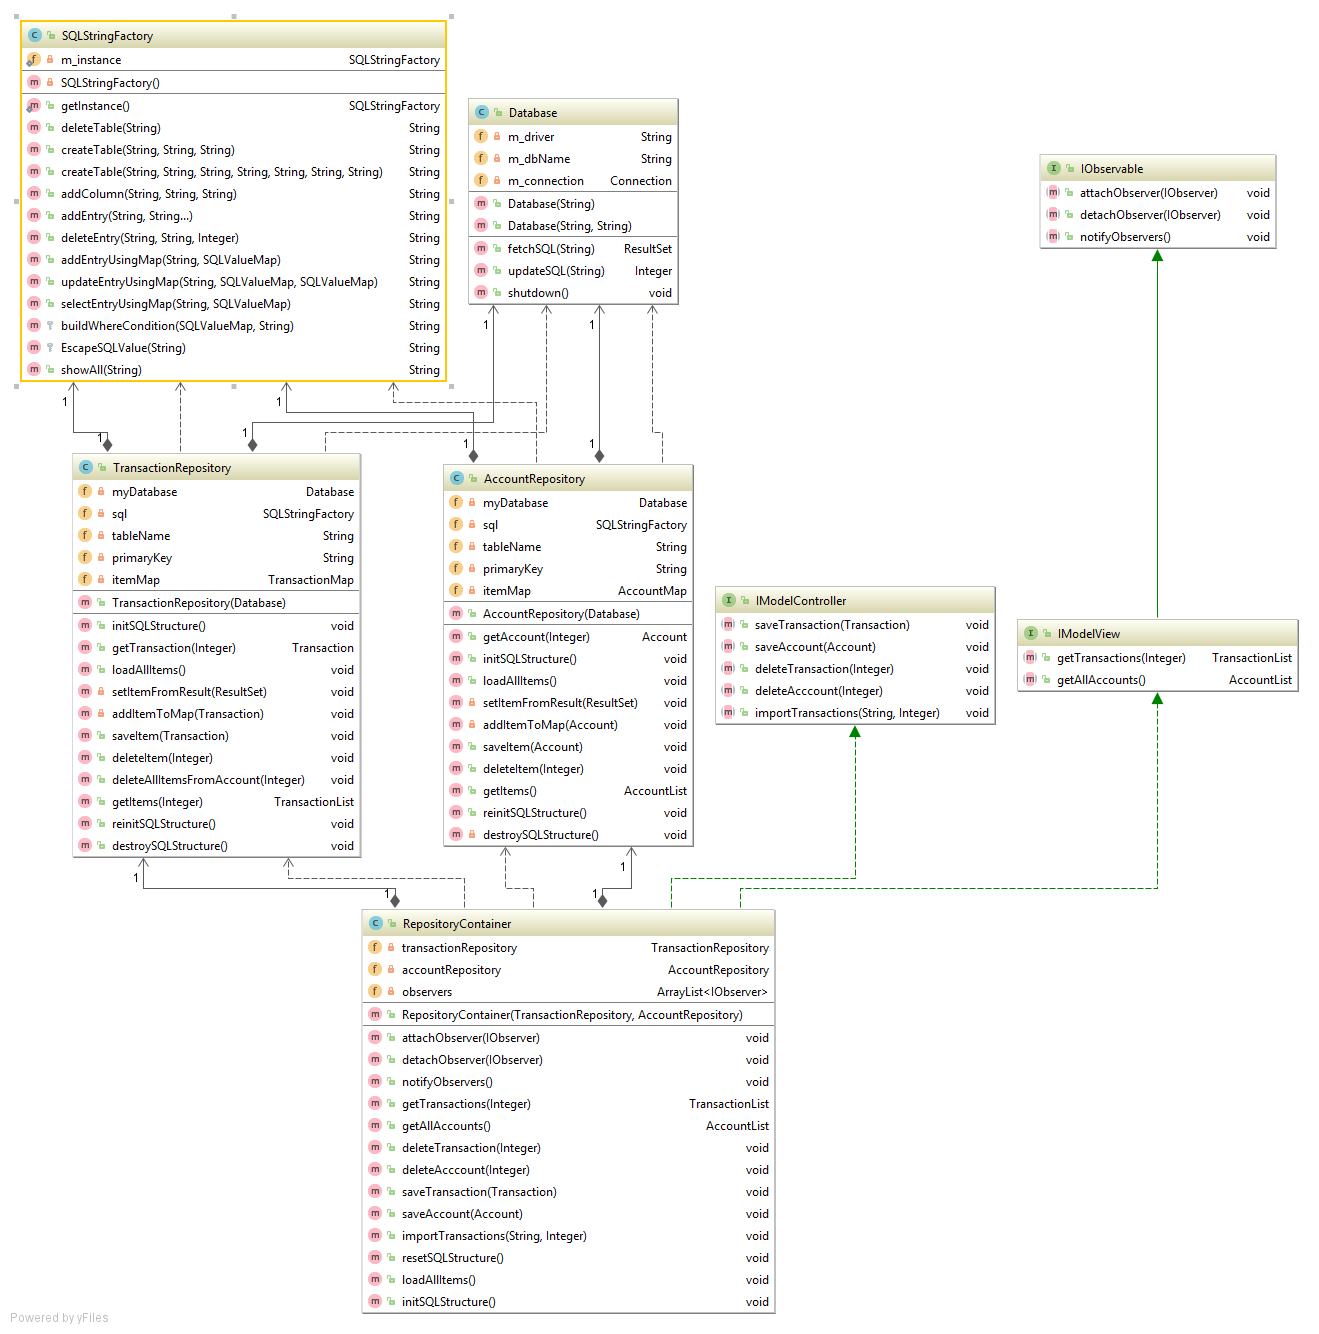 SQLStringFactory
m_instance SQLStringFactory
SQLStringFactory()
getInstance() SQLStringFactory
deleteTable(String) String
createTable(String, String, String) String
createTable(String, String, String, String, String, String, String) String
addColumn(String, String, String) String
addEntry(String, String...) String
deleteEntry(String, String, Integer) String
addEntryUsingMap(String, SQLValueMap) String
updateEntryUsingMap(String, SQLValueMap, SQLValueMap) String
selectEntryUsingMap(String, SQLValueMap) String
buildWhereCondition(SQLValueMap, String) String
EscapeSQLValue(String) String
showAll(String) String
Database
m_driver String
m_dbName String
m_connection Connection
Database(String)
Database(String, String)
fetchSQL(String) ResultSet
updateSQL(String) Integer
shutdown() void
IObservable
attachObserver(IObserver) void
detachObserver(IObserver) void
notifyObservers() void
1
1
1
1
1
1
1
1
TransactionRepository
myDatabase Database
sql SQLStringFactory
tableName String
primaryKey String
itemMap TransactionMap
TransactionRepository(Database)
initSQLStructure() void
getTransaction(Integer) Transaction
loadAllItems() void
setItemFromResult(ResultSet) void
addItemToMap(Transaction) void
saveItem(Transaction) void
deleteItem(Integer) void
deleteAllItemsFromAccount(Integer) void
getItems(Integer) TransactionList
reinitSQLStructure() void
destroySQLStructure() void
AccountRepository
myDatabase Database
sql SQLStringFactory
tableName String
primaryKey String
itemMap AccountMap
AccountRepository(Database)
getAccount(Integer) Account
initSQLStructure() void
loadAllItems() void
setItemFromResult(ResultSet) void
addItemToMap(Account) void
saveItem(Account) void
deleteItem(Integer) void
getItems() AccountList
reinitSQLStructure() void
destroySQLStructure() void
IModelController
saveTransaction(Transaction) void
saveAccount(Account) void
deleteTransaction(Integer) void
deleteAcccount(Integer) void
importTransactions(String, Integer) void
IModelView
getTransactions(Integer) TransactionList
getAllAccounts() AccountList
1
1
1
1
RepositoryContainer
transactionRepository TransactionRepository
accountRepository AccountRepository
observers ArrayList<IObserver>
RepositoryContainer(TransactionRepository, AccountRepository)
attachObserver(IObserver) void
detachObserver(IObserver) void
notifyObservers() void
getTransactions(Integer) TransactionList
getAllAccounts() AccountList
deleteTransaction(Integer) void
deleteAcccount(Integer) void
saveTransaction(Transaction) void
saveAccount(Account) void
importTransactions(String, Integer) void
resetSQLStructure() void
loadAllItems() void
initSQLStructure() void
Powered by yFiles